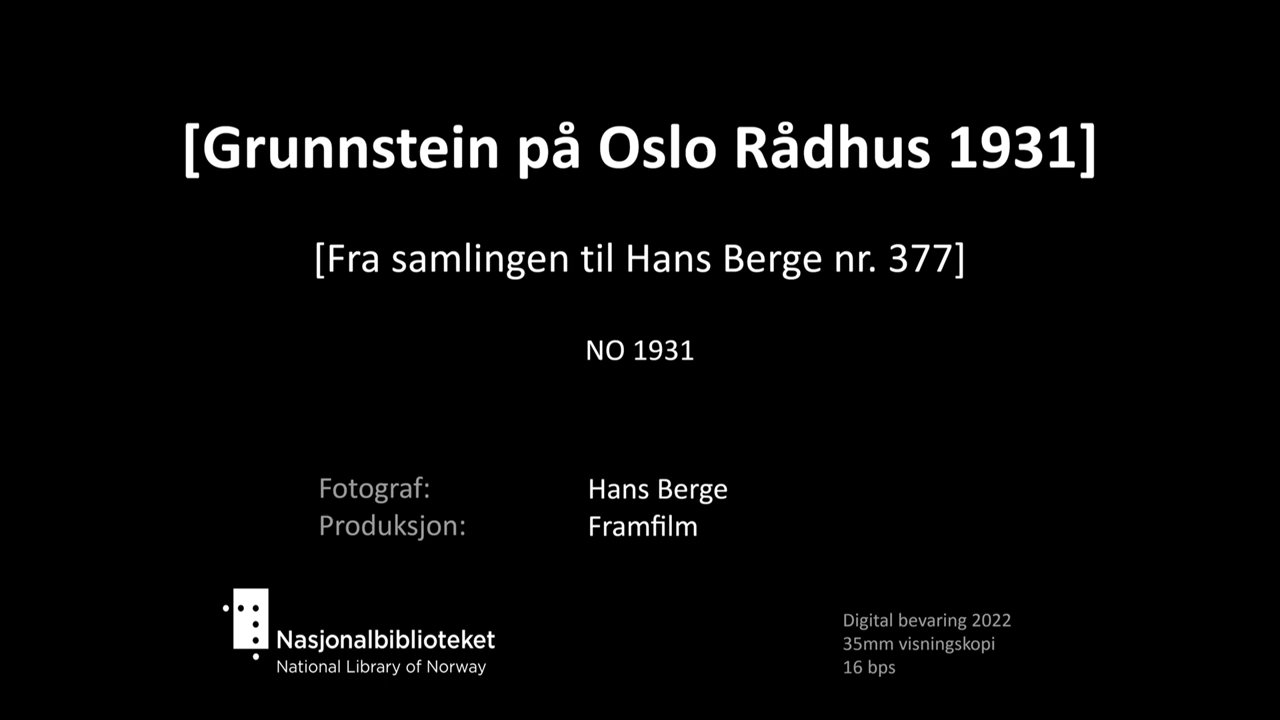 [Grunnstein på Oslo Rådhus 1931]
[Fra samlingen til Hans Berge nr. 377]
NO 1931
Fotograf: Hans Berge
Produksjon: Framfilm
Nasjonalbiblioteket
National Library of Norway
Digital bevaring 2022
35mm visningskopi
16 bps